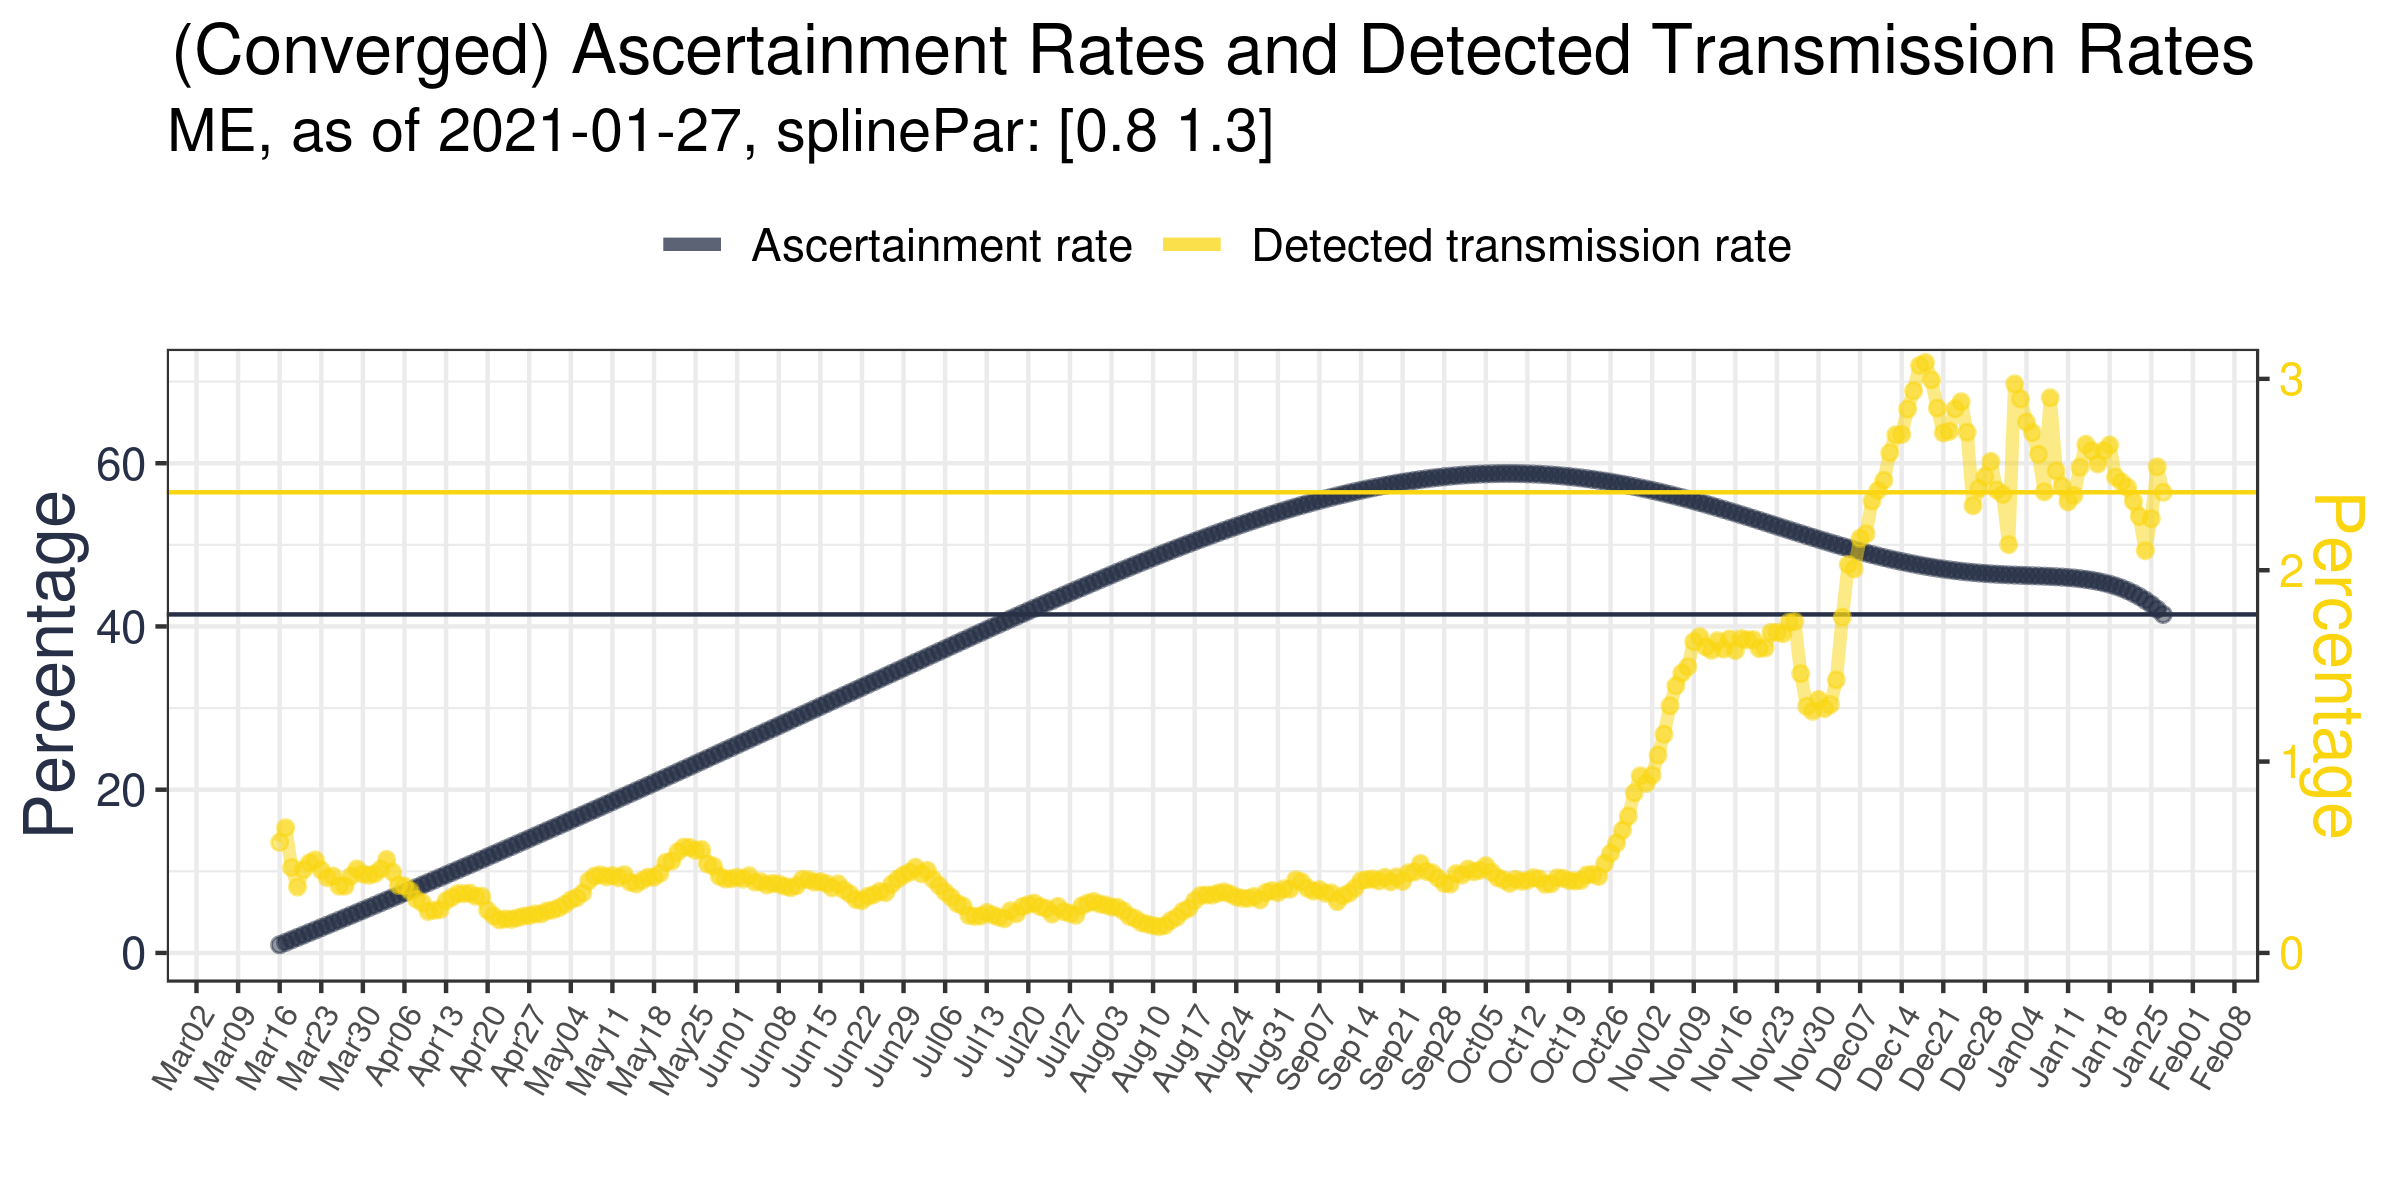 (Converged) Ascertainment Rates and Detected Transmission Rates
ME, as of 2021-01-27, splinePar: [0.8 1.3]
Ascertainment rate Detected transmission rate
Percentage
60
40
20
0
3
2
1
0
Percentage
Mar02 Mar09 Mar16 Mar23 Mar30 Apr06 Apr13 Apr20 Apr27 May04 May11 May18 May25 Jun01 Jun08 Jun15 Jun22 Jun29 Jul06 Jul13 Jul20 Jul27 Aug03 Aug10 Aug17 Aug24 Aug31 Sep07 Sep14 Sep21 Sep28 Oct05 Oct12 Oct19 Oct26 Nov02 Nov09 Nov16 Nov23 Nov30 Dec07 Dec14 Dec21 Dec28 Jan04 Jan11 Jan18 Jan25 Feb01 Feb08